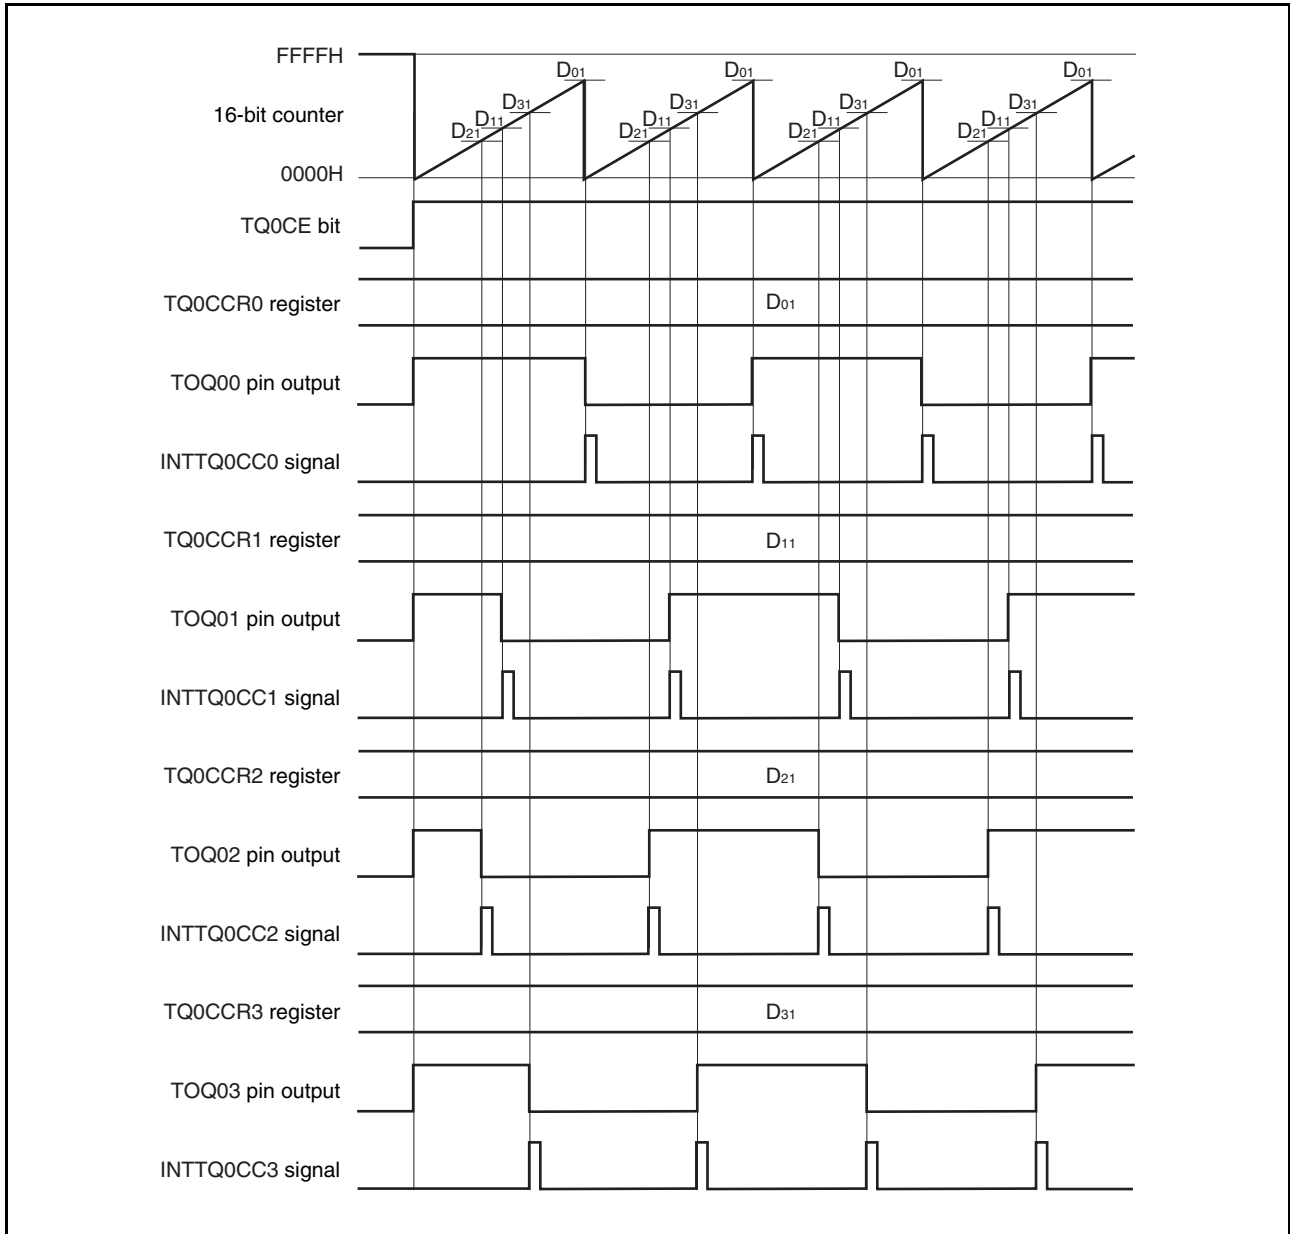 FFFFH
D01 D01 D01 D01
D31 D31 D31 D31
16-bit counter
D11 D11 D11 D11
D21 D21 D21 D21
0000H
TQ0CE bit
TQ0CCR0 register D01
TOQ00 pin output
INTTQ0CC0 signal
TQ0CCR1 register D11
TOQ01 pin output
INTTQ0CC1 signal
TQ0CCR2 register D21
TOQ02 pin output
INTTQ0CC2 signal
TQ0CCR3 register D31
TOQ03 pin output
INTTQ0CC3 signal